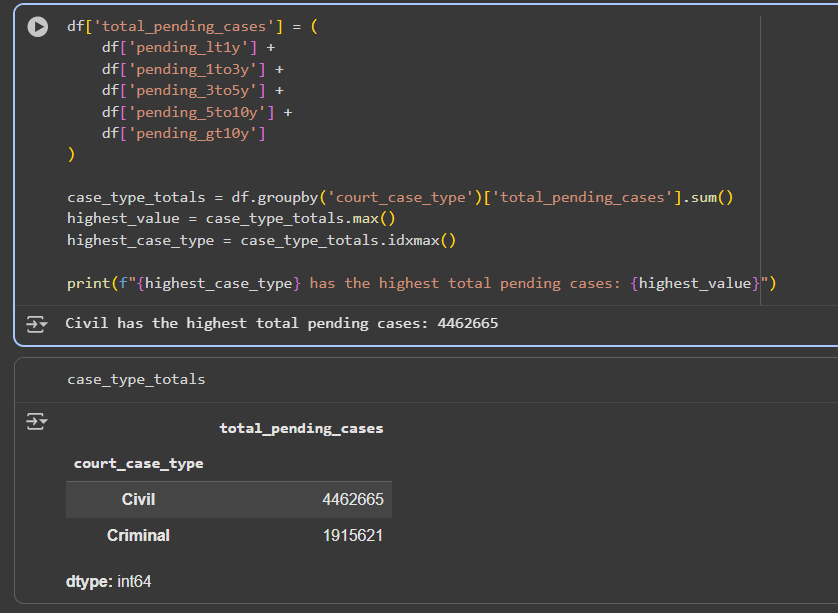 df['total_pending_cases'] = (
    df['pending_lt1y'] +
    df['pending_1to3y'] +
    df['pending_3to5y'] +
    df['pending_5to10y'] +
    df['pending_gt10y']
)
case_type_totals = df.groupby('court_case_type')['total_pending_cases'].sum()
highest_value = case_type_totals.max()
highest_case_type = case_type_totals.idxmax()
print(f"{highest_case_type} has the highest total pending cases: {highest_value}")
Civil has the highest total pending cases: 4462665
case_type_totals
total_pending_cases
court_case_type
Civil 4462665
Criminal 1915621
dtype: int64